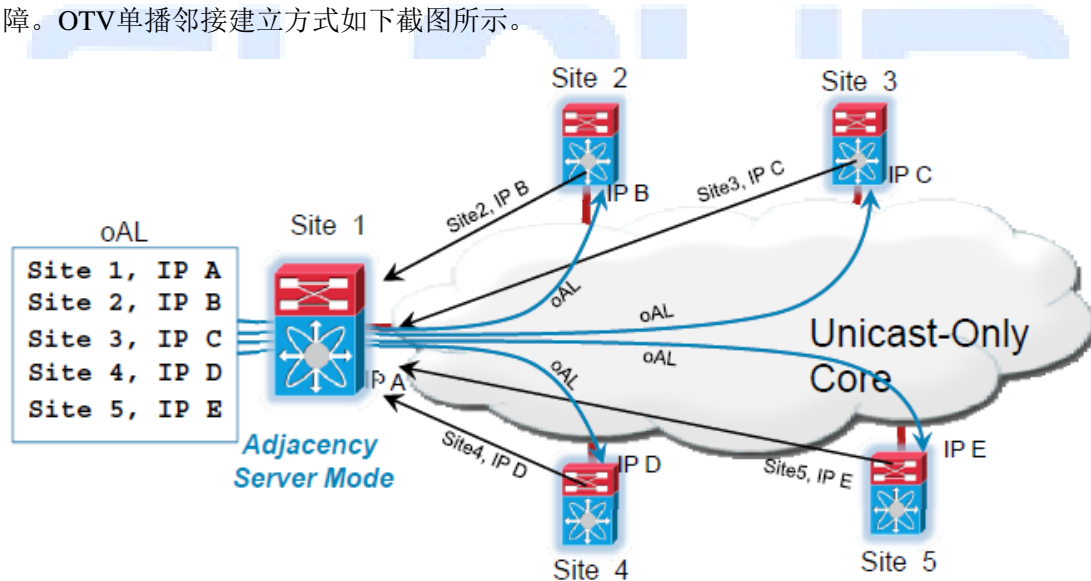 障。OTV单播邻接建立方式如下截图所示。
Site 2
Site 3
IP B
IP C
Site2, IP B
Site3, IP C
Site 1
oAL
Site 1, IP A
Site 2, IP B
Site 3, IP C
Site 4, IP D
Site 5, IP E
oAL
oAL
oAL
oAL
Unicast-Only
Core
IP A
Adjacency
Server Mode
Site4, IP D
IP D
Site5, IP E
IP E
Site 4
Site 5